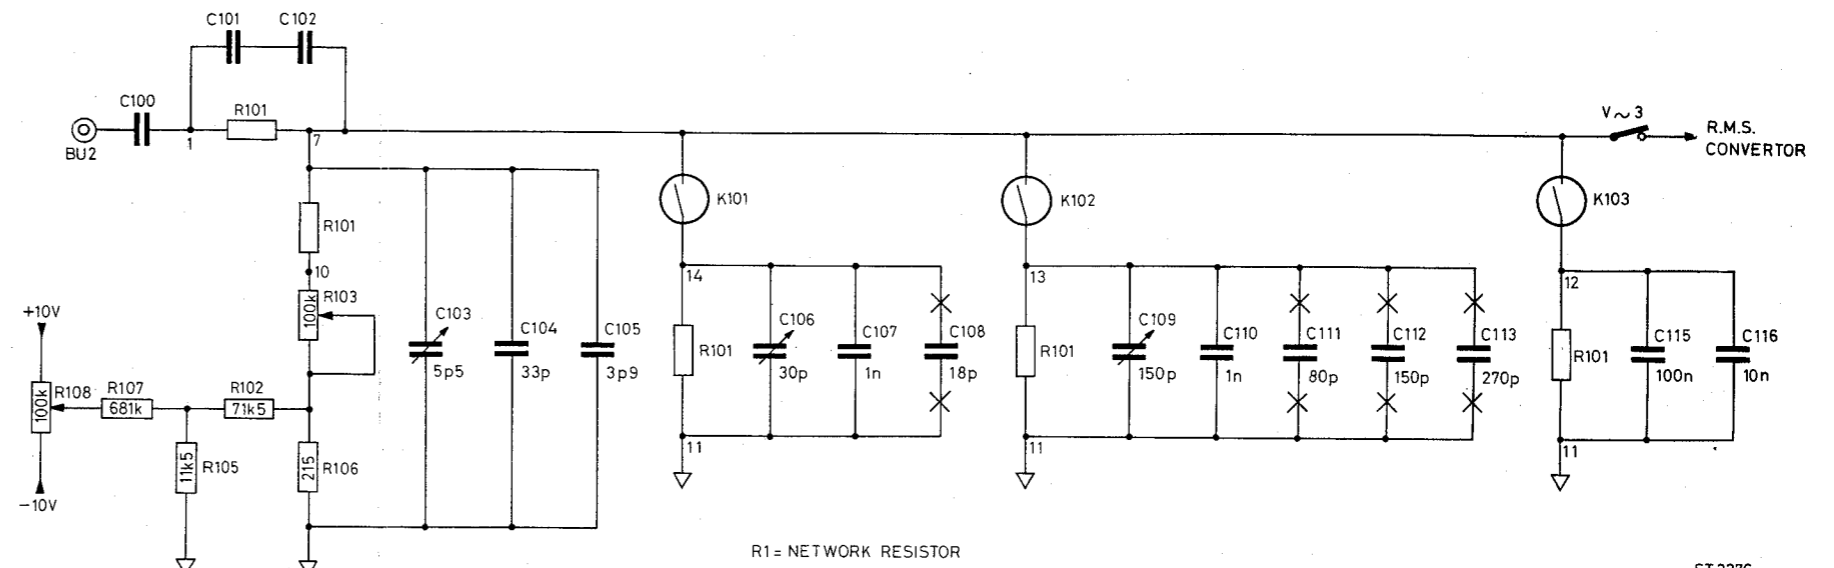 C101 C102
C100
R101
BU2
1
7
V~3
R.M.S.
CONVERTOR
K101
K102
K103
R101
10
14
13
12
+10V
R103
100k
C103
5p5
C104
33p
C105
3p9
R101
C106
30p
C107
1n
C108
18p
R101
C109
150p
C110
1n
C111
80p
C112
150p
C113
270p
R101
C115
100n
C116
10n
R108
100k
R107
681k
R102
71k5
-10V
R105
11k5
R106
215
11
11
11
R1 = NETWORK RESISTOR